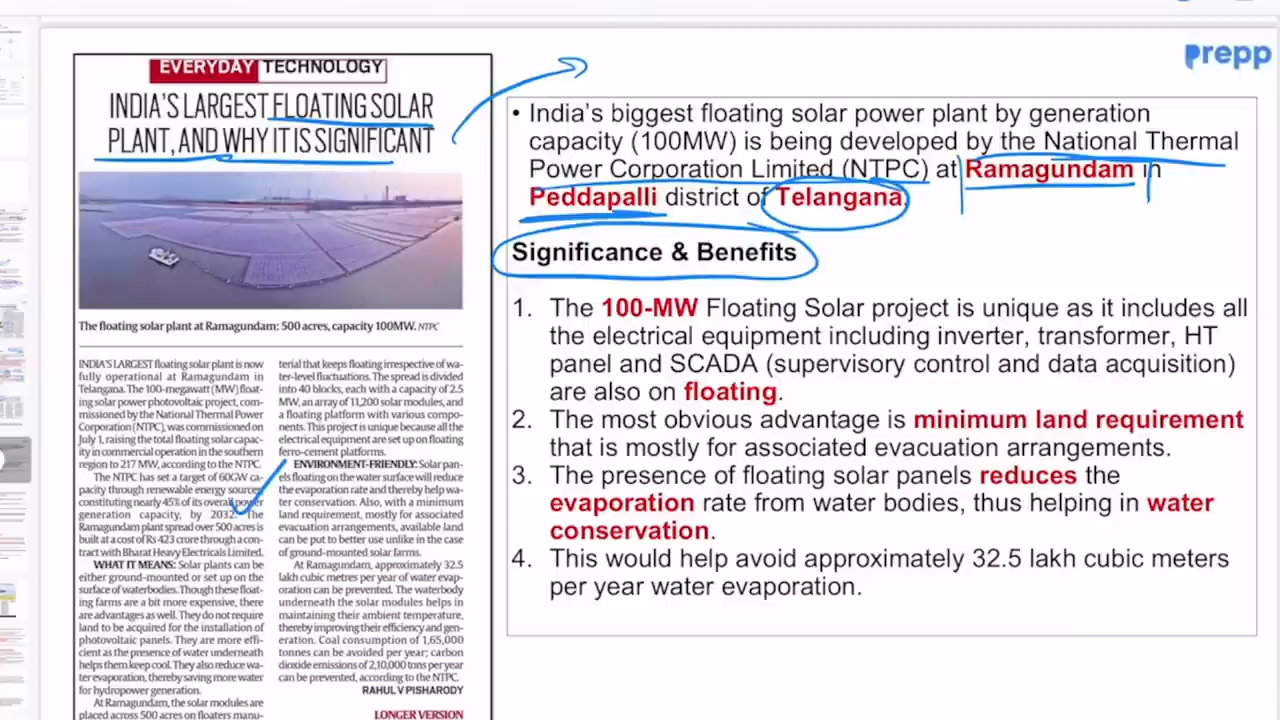 prepp
EVERYDAY TECHNOLOGY
INDIA'S LARGEST FLOATING SOLAR
PLANT, AND WHY IT IS SIGNIFICANT
The floating solar plant at Ramagundam: 500 acres, capacity 100MW. NTPC
INDIA'S LARGEST floating solar plant is now
fully operational at Ramagundam in
Telangana. The 100-megawatt (MW) float-
ing solar power photovoltaic project, com-
missioned by the National Thermal Power
Corporation (NTPC), was commissioned on
July 1, raising the total floating solar capac-
ity in commercial operation in the southern
region to 217 MW, according to the NTPC.
The NTPC has set a target of 60GW ca-
pacity through renewable energy sources
constituting nearly 45% of its overall power
generation capacity, by 2032. The
Ramagundam plant spread over 500 acres is
built at a cost of Rs 423 crore through a con-
tract with Bharat Heavy Electricals Limited.
WHAT IT MEANS: Solar plants can be
either ground-mounted or set up on the
surface of waterbodies. Though these float-
ing farms are a bit more expensive, there
are advantages as well. They do not require
land to be acquired for the installation of
photovoltaic panels. They are more effi-
cient as the presence of water underneath
helps them keep cool. They also reduce wa-
ter evaporation, thereby saving more water
for hydropower generation.
At Ramagundam, the solar modules are
placed across 500 acres on floaters manu-
terial that keeps floating irrespective of wa-
ter-level fluctuations. The spread is divided
into 40 blocks, each with a capacity of 2.5
MW, an array of 11,200 solar modules, and
a floating platform with various compo-
nents. This project is unique because all the
electrical equipment are set up on floating
ferro-cement platforms.
ENVIRONMENT-FRIENDLY: Solar pan-
els floating on the water surface will reduce
the evaporation rate and thereby help wa-
ter conservation. Also, with a minimum
land requirement, mostly for associated
evacuation arrangements, available land
can be put to better use unlike in the case
of ground-mounted solar farms.
At Ramagundam, approximately 32.5
lakh cubic metres per year of water evap-
oration can be prevented. The waterbody
underneath the solar modules helps in
maintaining their ambient temperature,
thereby improving their efficiency and gen-
eration. Coal consumption of 1,65,000
tonnes can be avoided per year; carbon
dioxide emissions of 2,10,000 tons per year
can be prevented, according to the NTPC.
RAHUL V PISHARODY
LONGER VERSION
• India's biggest floating solar power plant by generation
capacity (100MW) is being developed by the National Thermal
Power Corporation Limited (NTPC) at Ramagundam in
Peddapalli district of Telangana.
Significance & Benefits
1. The 100-MW Floating Solar project is unique as it includes all
the electrical equipment including inverter, transformer, HT
panel and SCADA (supervisory control and data acquisition)
are also on floating.
2. The most obvious advantage is minimum land requirement
that is mostly for associated evacuation arrangements.
3. The presence of floating solar panels reduces the
evaporation rate from water bodies, thus helping in water
conservation.
4. This would help avoid approximately 32.5 lakh cubic meters
per year water evaporation.